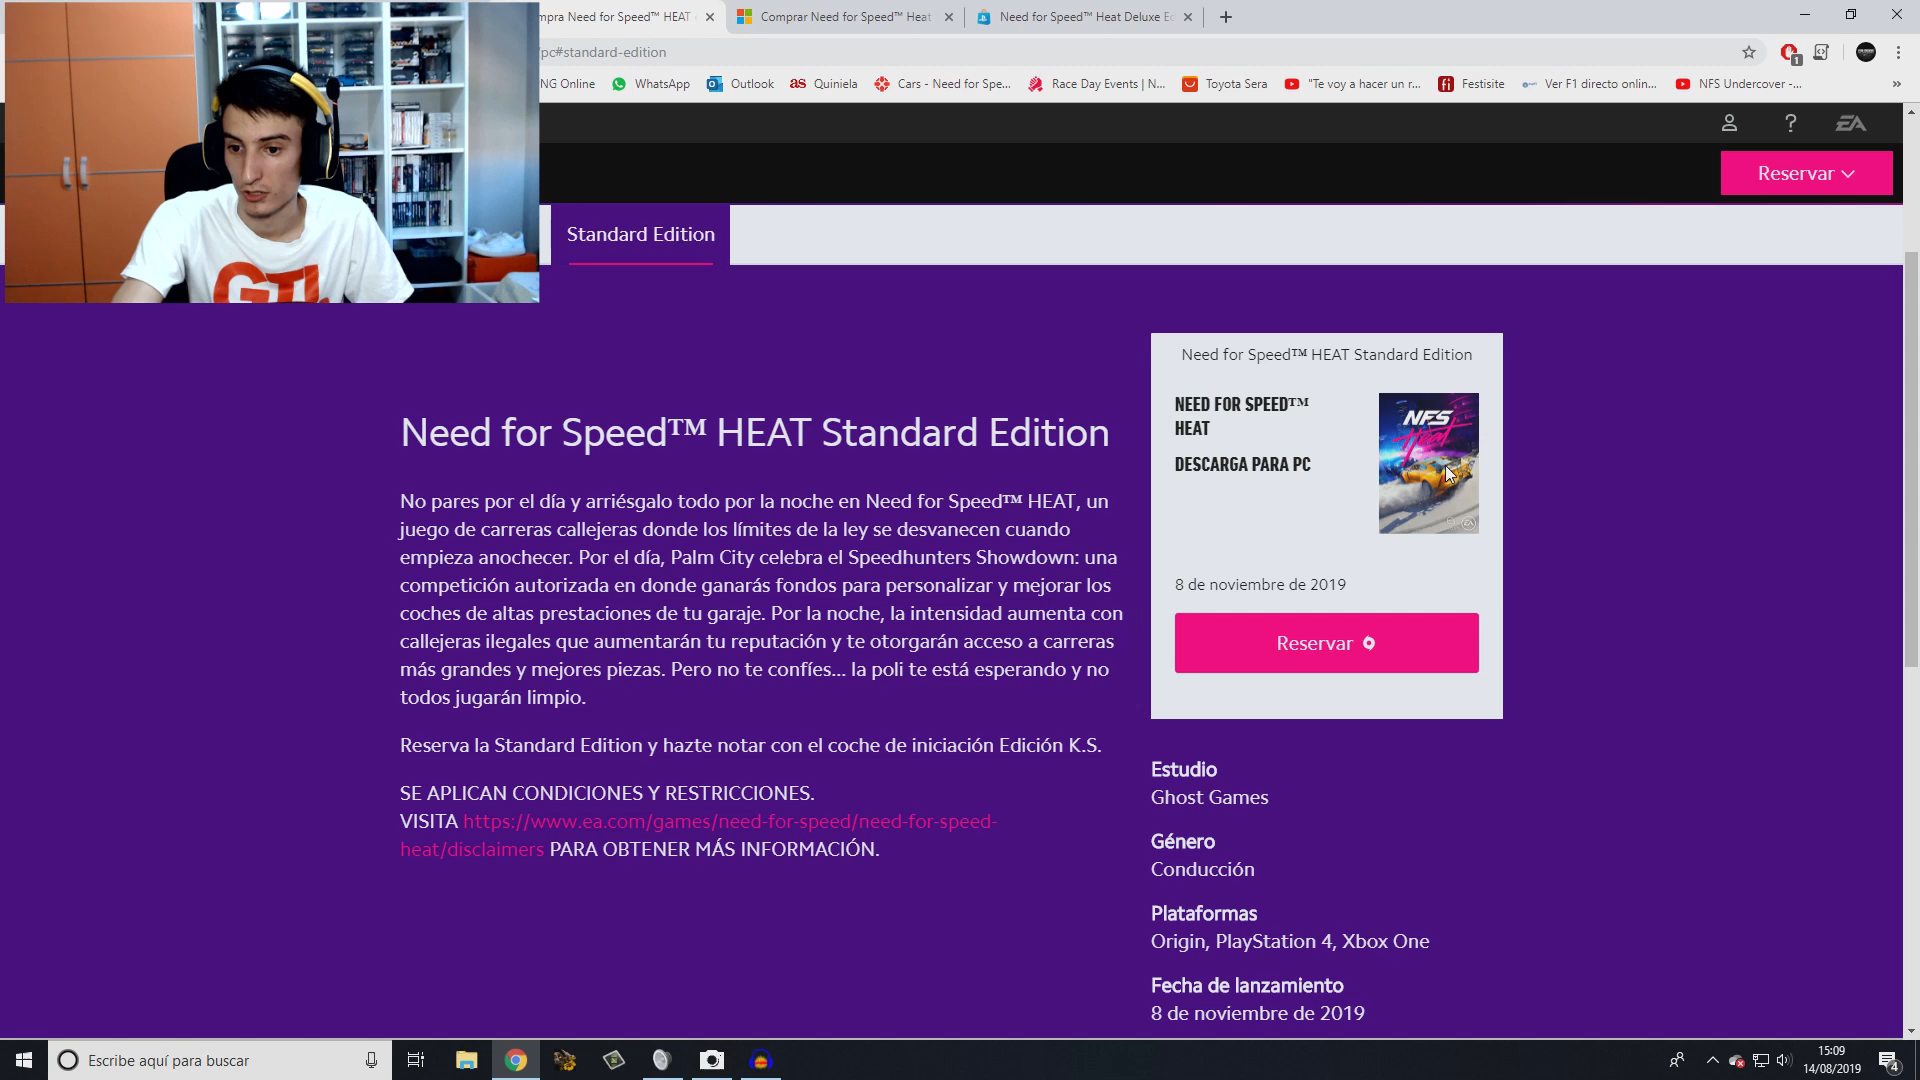 mpra Need for Speed™ HEAT
Comprar Need for Speed™ Heat
Need for Speed™ Heat Deluxe Ed
/pc#standard-edition
1
NG Online
WhatsApp
Outlook
as Quiniela
Cars - Need for Spe...
Race Day Events | N...
Toyota Sera
"Te voy a hacer un r...
fi Festisite
Ver F1 directo onlin...
NFS Undercover -...
»
? EA
Reservar
Standard Edition
GTL
Need for Speed™ HEAT Standard Edition
NEED FOR SPEED™
HEAT
DESCARGA PARA PC
NFS
Heat
EA
8 de noviembre de 2019
Reservar
Need for Speed™ HEAT Standard Edition
No pares por el día y arriésgalo todo por la noche en Need for Speed™ HEAT, un
juego de carreras callejeras donde los límites de la ley se desvanecen cuando
empieza anochecer. Por el día, Palm City celebra el Speedhunters Showdown: una
competición autorizada en donde ganarás fondos para personalizar y mejorar los
coches de altas prestaciones de tu garaje. Por la noche, la intensidad aumenta con
callejeras ilegales que aumentarán tu reputación y te otorgarán acceso a carreras
más grandes y mejores piezas. Pero no te confíes... la poli te está esperando y no
todos jugarán limpio.
Reserva la Standard Edition y hazte notar con el coche de iniciación Edición K.S.
SE APLICAN CONDICIONES Y RESTRICCIONES.
VISITA https://www.ea.com/games/need-for-speed/need-for-speed-
heat/disclaimers PARA OBTENER MÁS INFORMACIÓN.
Estudio
Ghost Games
Género
Conducción
Plataformas
Origin, PlayStation 4, Xbox One
Fecha de lanzamiento
8 de noviembre de 2019
Escribe aquí para buscar
15:09
14/08/2019
4